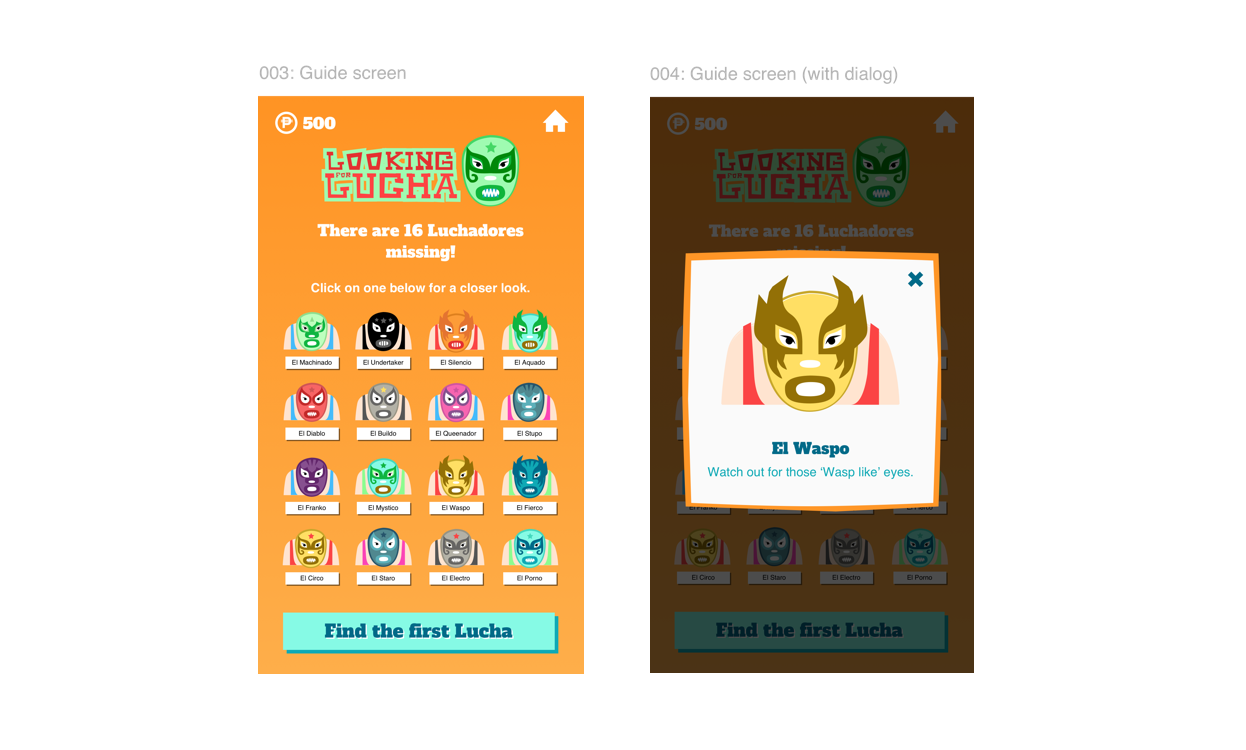 003: Guide screen
500
LOOKING
FOR
LUCHA
There are 16 Luchadores
missing!
Click on one below for a closer look.
El Machinado El Undertaker El Silencio El Aquado
El Diablo El Buildo El Queenador El Stupo
El Franko El Mystico El Waspo El Fierco
El Circo El Staro El Electro El Porno
Find the first Lucha
004: Guide screen (with dialog)
500
LOOKING
FOR
LUCHA
There are 16 Luchadores
missing!
El Waspo
Watch out for those ‘Wasp like’ eyes.
El Circo El Staro El Electro El Porno
Find the first Lucha